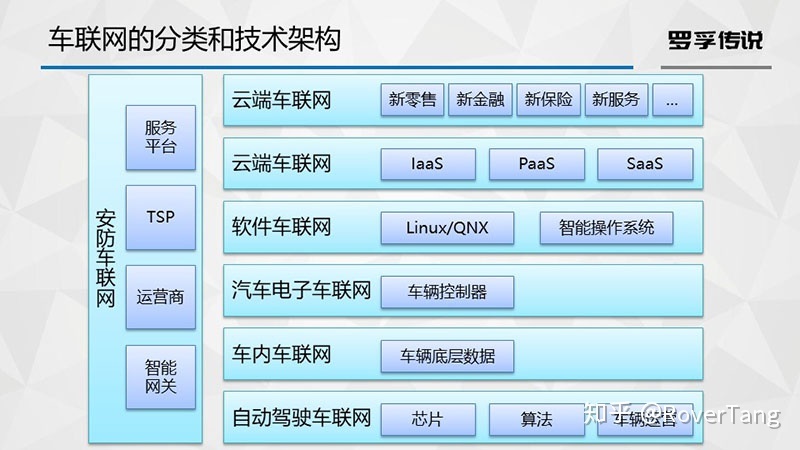 车联网的分类和技术架构
罗孚传说
安防车联网
服务
平台
TSP
运营商
智能
网关
云端车联网
新零售
新金融
新保险
新服务
...
云端车联网
IaaS
PaaS
SaaS
软件车联网
Linux/QNX
智能操作系统
汽车电子车联网
车辆控制器
车内车联网
车辆底层数据
自动驾驶车联网
芯片
算法
车辆运营
知乎 @RoverTang